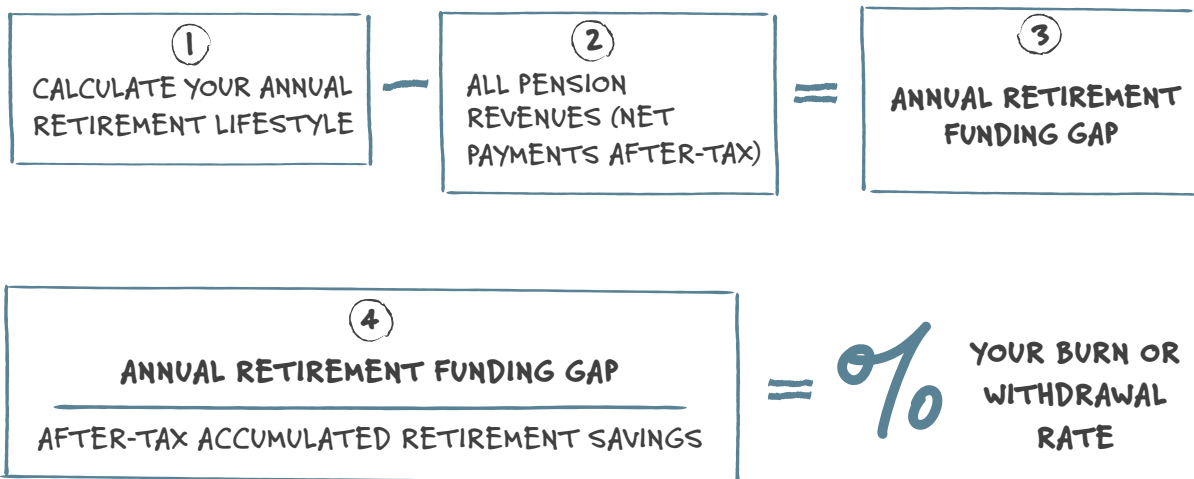 1
CALCULATE YOUR ANNUAL
RETIREMENT LIFESTYLE
–
2
ALL PENSION
REVENUES (NET
PAYMENTS AFTER-TAX)
=
3
ANNUAL RETIREMENT
FUNDING GAP
4
ANNUAL RETIREMENT FUNDING GAP
AFTER-TAX ACCUMULATED RETIREMENT SAVINGS
=
%
YOUR BURN OR
WITHDRAWAL
RATE